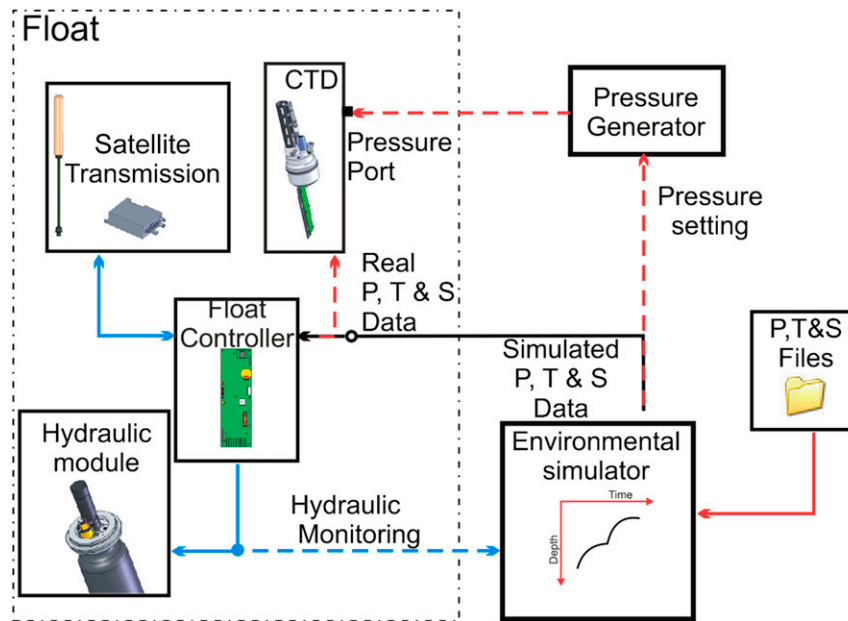 Float
CTD
Satellite
Transmission
Pressure
Port
Pressure
Generator
Pressure
setting
Real
P, T & S
Data
Float
Controller
Simulated
P, T & S
Data
P,T&S
Files
Hydraulic
module
Hydraulic
Monitoring
Environmental
simulator
Time
Depth